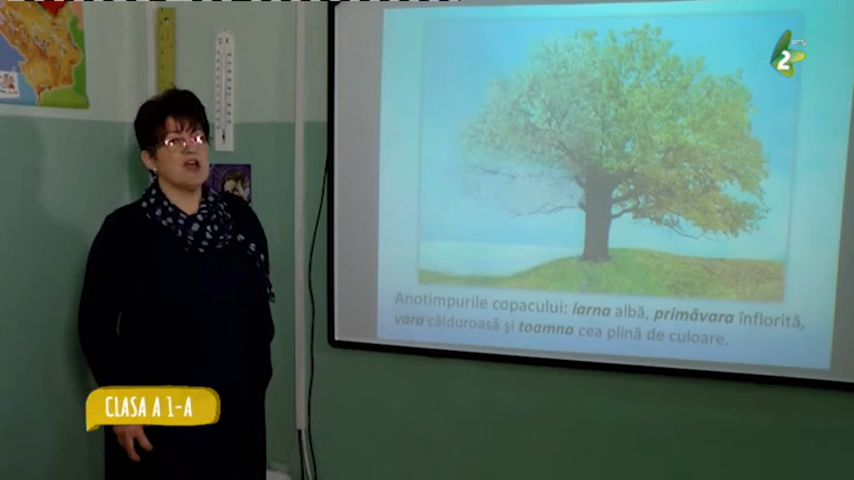 2
Anotimpurile copacului: iarna albă, primăvara înflorită,
vara călduroasă și toamna cea plină de culoare.
CLASA A 1-A